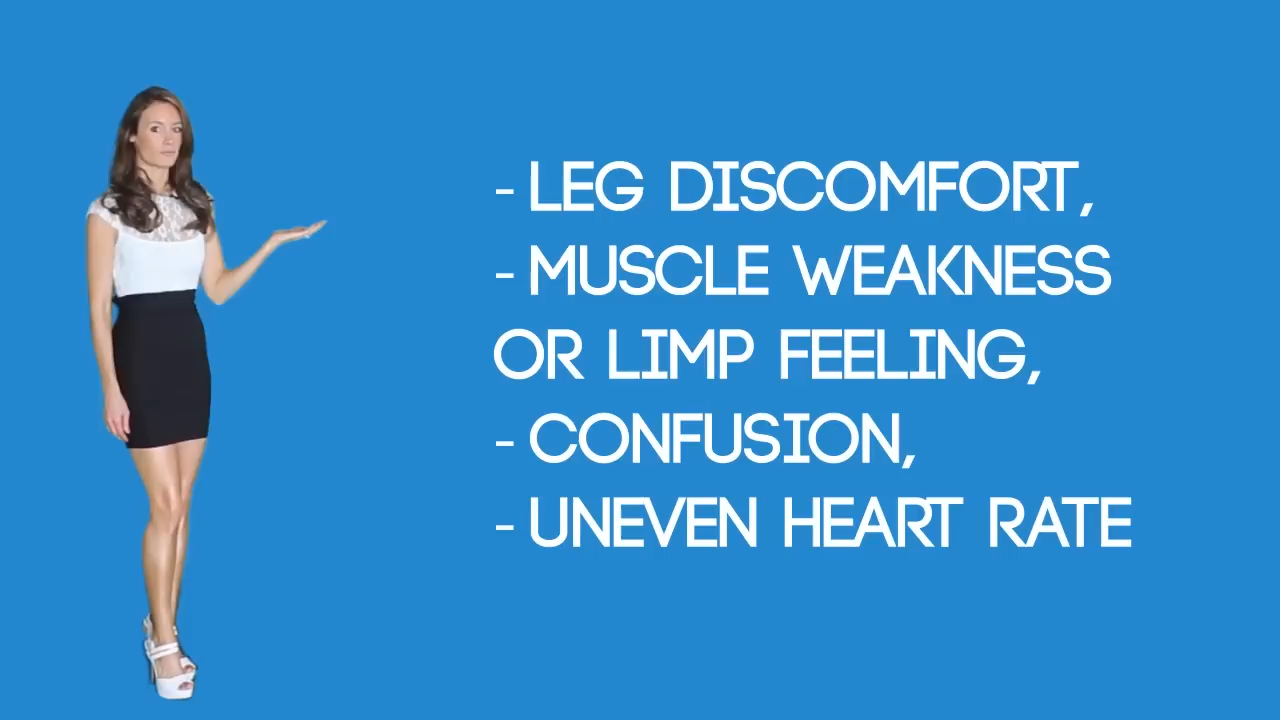 - LEG DISCOMFORT,
- MUSCLE WEAKNESS
OR LIMP FEELING,
- CONFUSION,
- UNEVEN HEART RATE